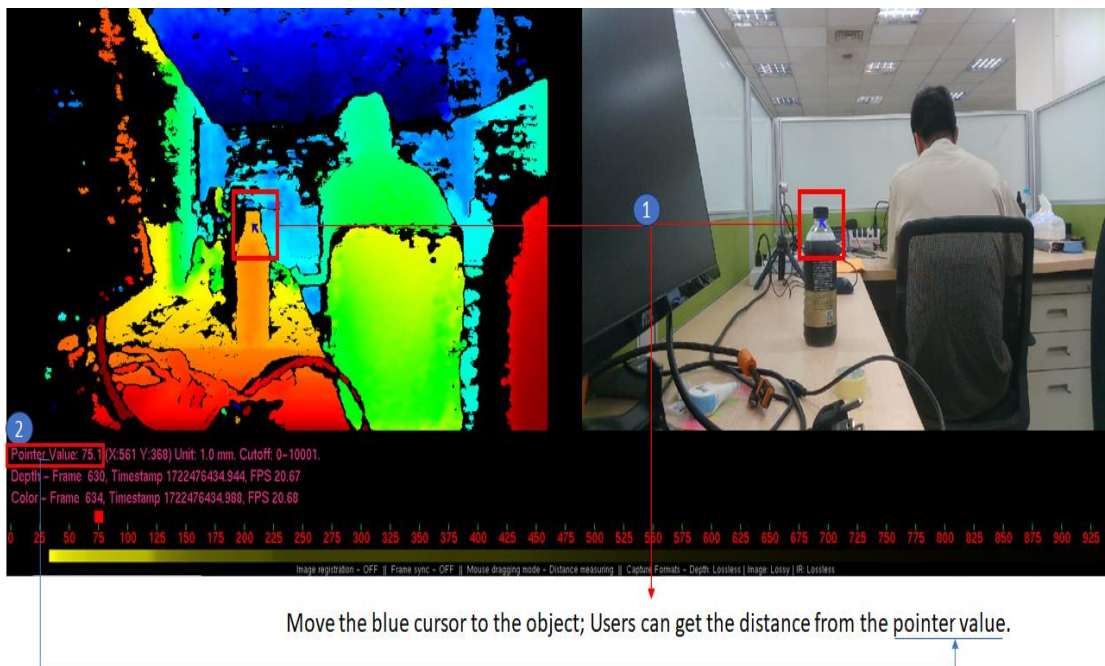 1
2
Pointer Value: 75.1 (X:561 Y:368) Unit: 1.0 mm. Cutoff: 0-10001.
Depth - Frame 630, Timestamp 1722476434.944, FPS 20.67
Color - Frame 634, Timestamp 1722476434.988, FPS 20.68
0 25 50 75 100 125 150 175 200 225 250 275 300 325 350 375 400 425 450 475 500 525 550 575 600 625 650 675 700 725 750 775 800 825 850 875 900 925
Image registration - OFF || Frame sync - OFF || Mouse dragging mode - Distance measuring || Capture Formats - Depth: Lossless | Image: Lossy | IR: Lossless
Move the blue cursor to the object; Users can get the distance from the pointer value.